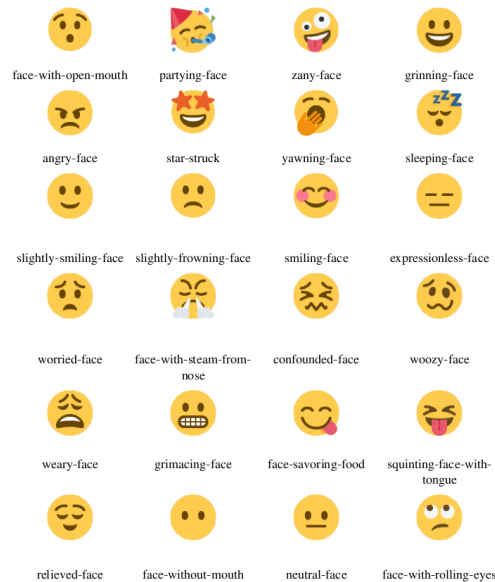 face-with-open-mouth partying-face zany-face grinning-face
zzz
angry-face star-struck yawning-face sleeping-face
slightly-smiling-face slightly-frowning-face smiling-face expressionless-face
worried-face face-with-steam-from- confounded-face woozy-face
nose
weary-face grimacing-face face-savoring-food squinting-face-with-
tongue
relieved-face face-without-mouth neutral-face face-with-rolling-eyes